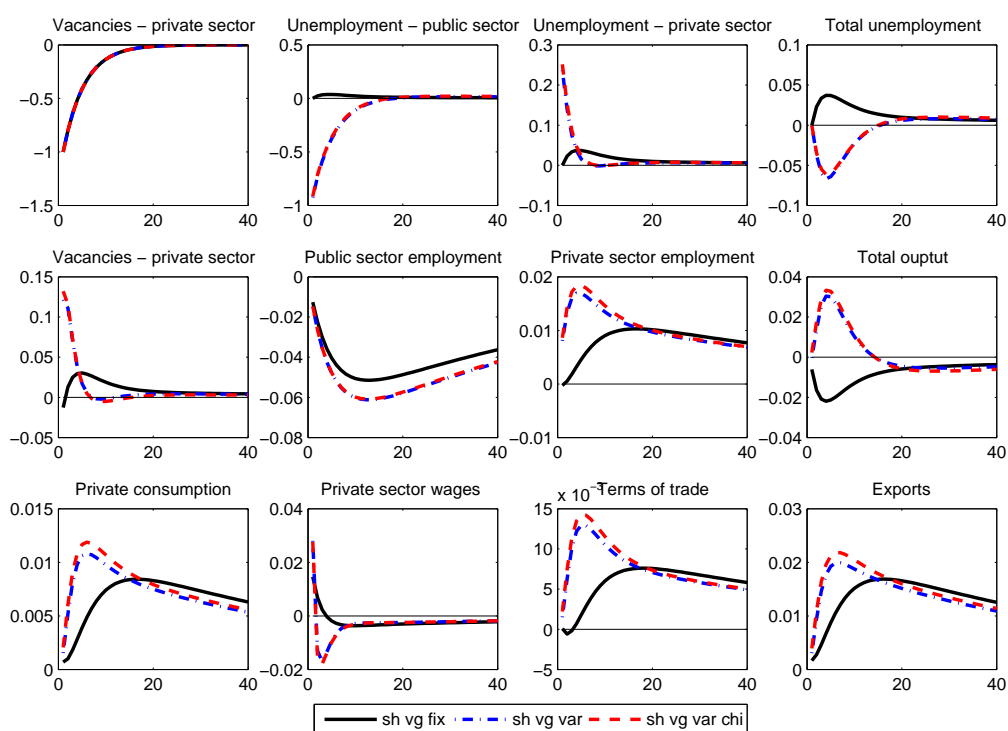 Vacancies − private sector
Unemployment − public sector
Unemployment − private sector
Total unemployment
0
−0.5
−1
−1.5
0 20 40
0.5
0
−0.5
−1
0 20 40
0.3
0.2
0.1
0
−0.1
0 20 40
0.1
0.05
0
−0.05
−0.1
0 20 40
Vacancies − private sector
Public sector employment
Private sector employment
Total ouptut
0.15
0.1
0.05
0
−0.05
0 20 40
0
−0.02
−0.04
−0.06
−0.08
0 20 40
0.02
0.01
0
−0.01
0 20 40
0.04
0.02
0
−0.02
−0.04
0 20 40
Private consumption
Private sector wages
x 10−3
Terms of trade
Exports
0.015
0.01
0.005
0
0 20 40
0.04
0.02
0
−0.02
0 20 40
15
10
5
0
−5
0 20 40
0.03
0.02
0.01
0
0 20 40
sh vg fix
sh vg var
sh vg var chi